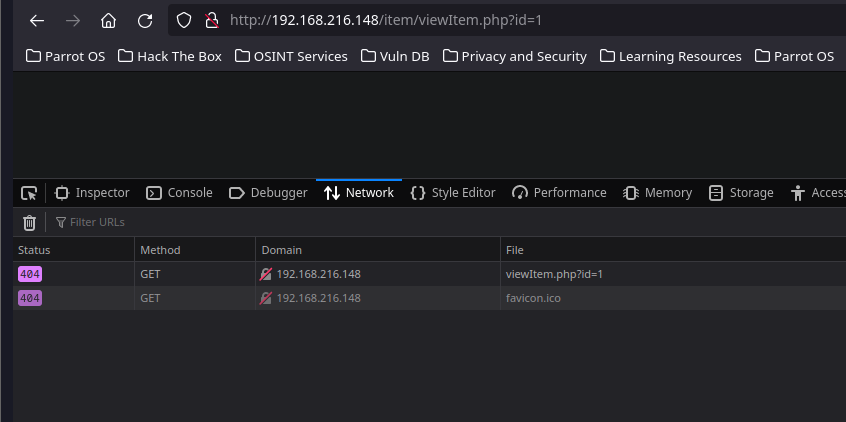 http://192.168.216.148/item/viewItem.php?id=1
Parrot OS Hack The Box OSINT Services Vuln DB Privacy and Security Learning Resources Parrot OS
Inspector Console Debugger Network Style Editor Performance Memory Storage Access
Filter URLs
Status Method Domain File
404 GET 192.168.216.148 viewItem.php?id=1
404 GET 192.168.216.148 favicon.ico